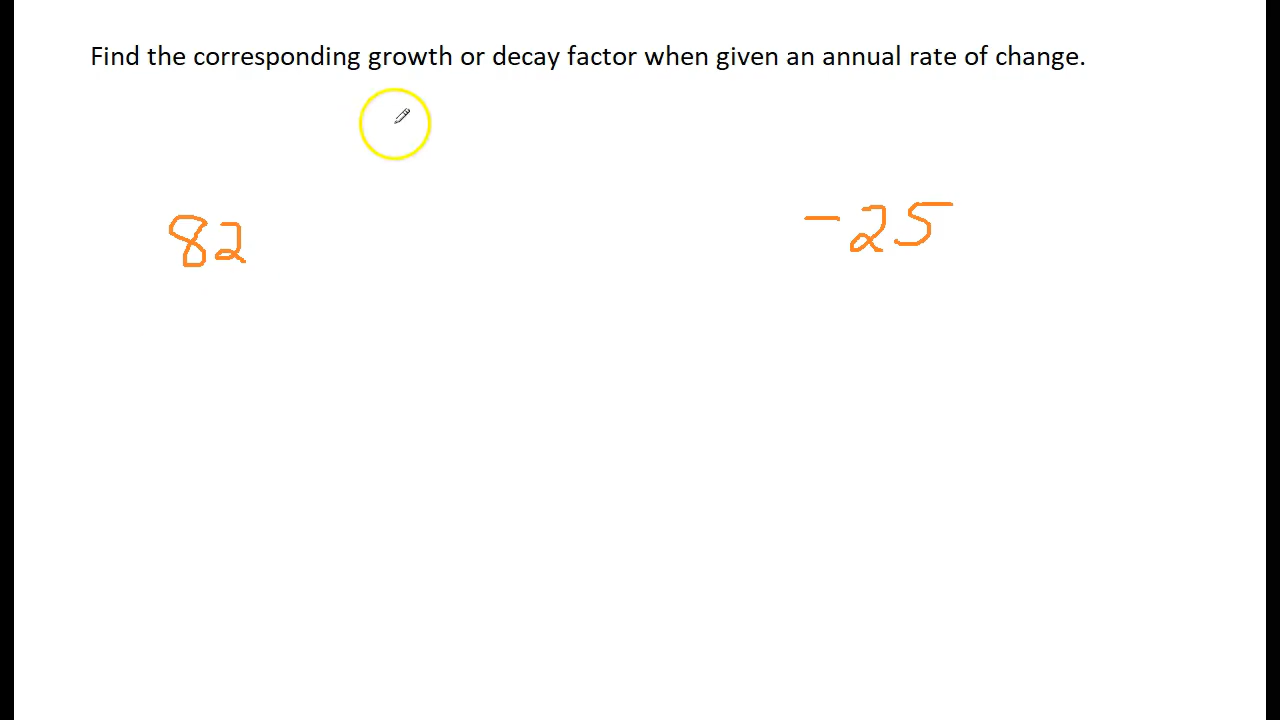 Find the corresponding growth or decay factor when given an annual rate of change.
82 -25